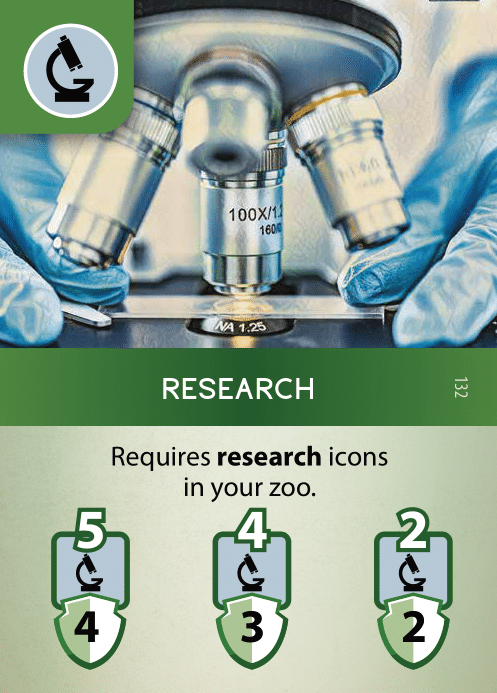 100X/1.2
160/0
NA 1.25
RESEARCH
132
Requires research icons
in your zoo.
5 4 2
4 3 2